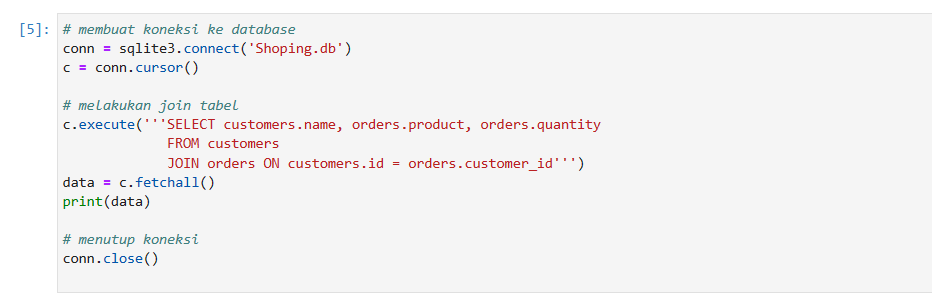 [5]: # membuat koneksi ke database
conn = sqlite3.connect('Shoping.db')
c = conn.cursor()
# melakukan join tabel
c.execute('''SELECT customers.name, orders.product, orders.quantity
FROM customers
JOIN orders ON customers.id = orders.customer_id''')
data = c.fetchall()
print(data)
# menutup koneksi
conn.close()